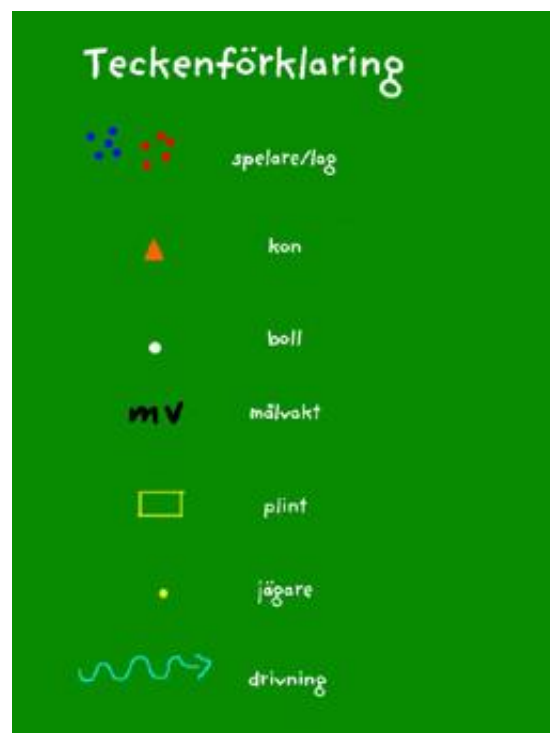 Teckenförklaring
spelare/lag
kon
boll
mv målvakt
plint
jägare
drivning